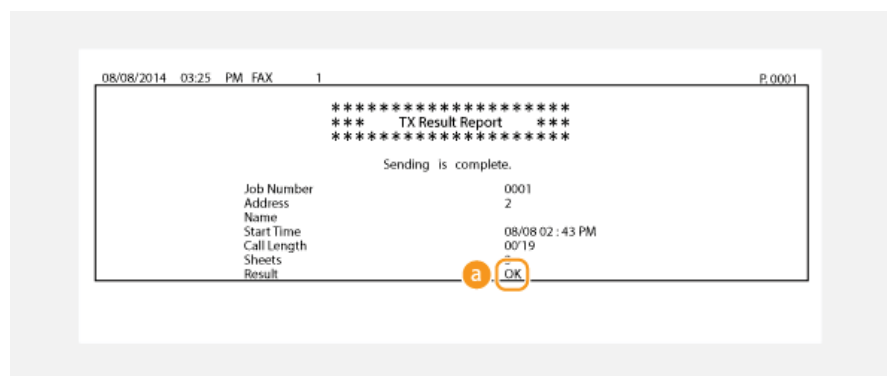 08/08/2014 03:25 PM FAX 1 P. 0001
********************
*** TX Result Report ***
********************
Sending is complete.
Job Number 0001
Address 2
Name
Start Time 08/08 02 : 43 PM
Call Length 00'19
Sheets
Result a OK